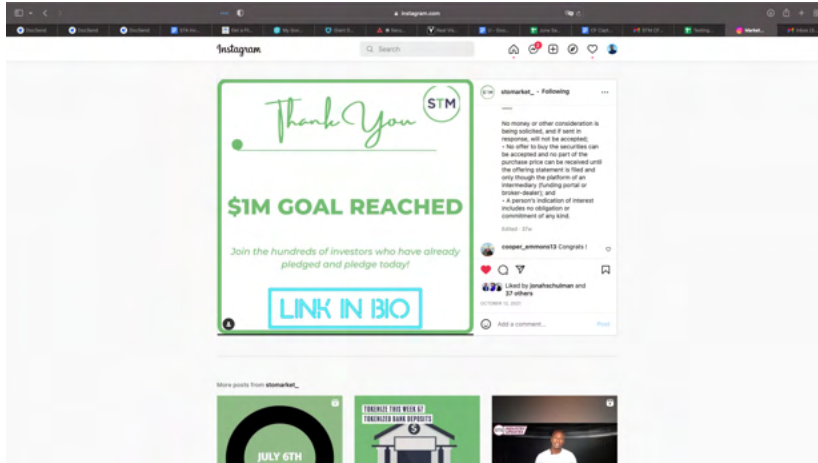 instagram.com
Docsend
Docsend
Docsend
Instagram
Search
Thank You
STM
$1M GOAL REACHED
Join the hundreds of investors who have already
pledged and pledge today!
LINK IN BIO
stomarket_ • Following
No money or other consideration is
being solicited, and if sent in
response, will not be accepted;
• No offer to buy the securities can
be accepted and no part of the
purchase price can be received until
the offering statement is filed and
only though the platform of an
intermediary (funding portal or
broker-dealer); and
• A person's indication of interest
includes no obligation or
commitment of any kind.
Edited · 37w
cooper_emmons13 Congrats !
Liked by jonahschulman and
37 others
OCTOBER 12, 2021
Add a comment...
Post
More posts from stomarket_
JULY 6TH
TOKENIZE THIS WEEK 67
TOKENIZED BANK DEPOSITS